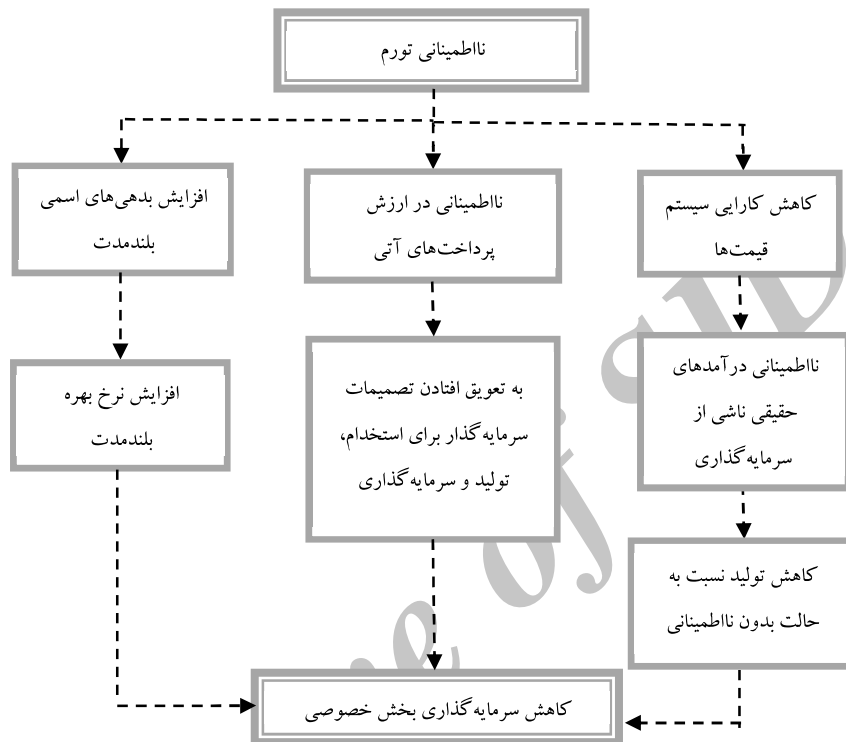 نااطمینانی تورم
کاهش کارایی سیستم
قیمت‌ها
نااطمینانی در ارزش
پرداخت‌های آتی
افزایش بدهی‌های اسمی
بلندمدت
نااطمینانی درآمدهای
حقیقی ناشی از
سرمایه‌گذاری
به تعویق افتادن تصمیمات
سرمایه‌گذار برای استخدام،
تولید و سرمایه‌گذاری
افزایش نرخ بهره
بلندمدت
کاهش تولید نسبت به
حالت بدون نااطمینانی
کاهش سرمایه‌گذاری بخش خصوصی
of SID